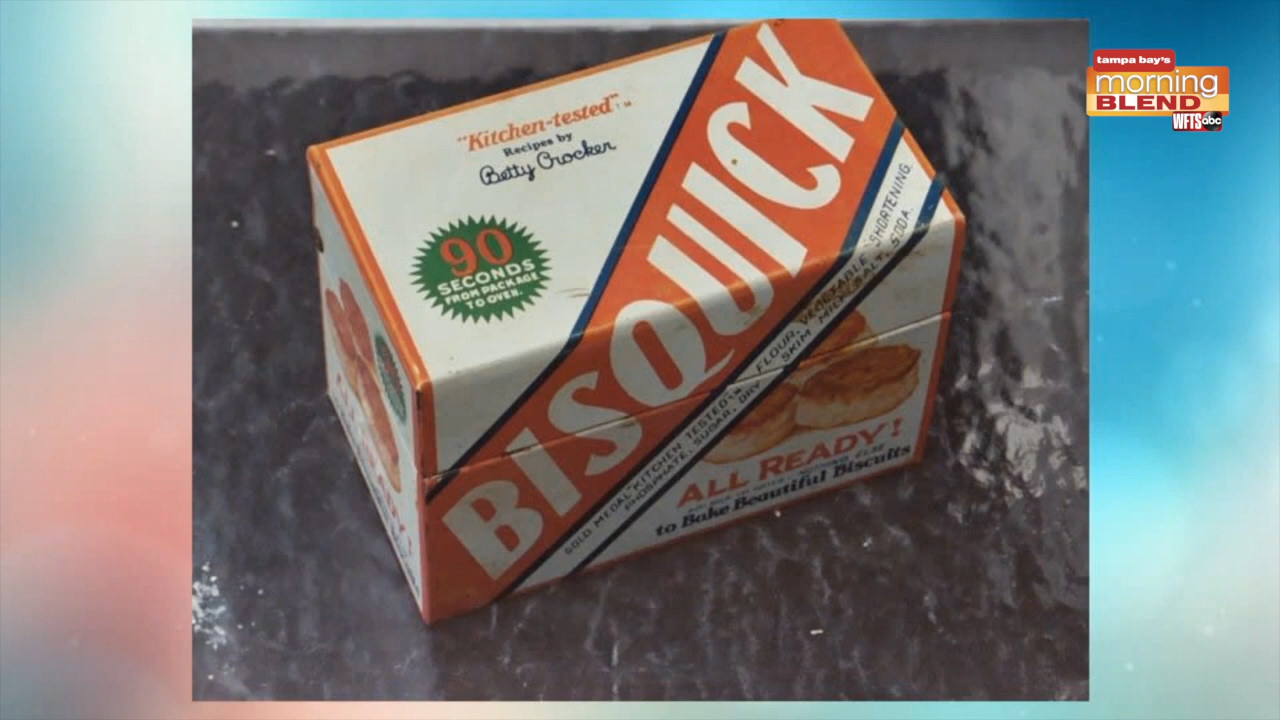 tampa bay's
morning
BLEND
WFTS abc
"Kitchen-tested"
Recipes by
Betty Crocker
90
SECONDS
FROM PACKAGE
TO OVEN.
BISQUICK
GOLD MEDAL "KITCHEN TESTED" FLOUR, VEGETABLE SHORTENING,
PHOSPHATE, SUGAR, DRY SKIM MILK, SALT, SODA.
ALL READY!
NOTHING ELSE
to Bake Beautiful Biscuits